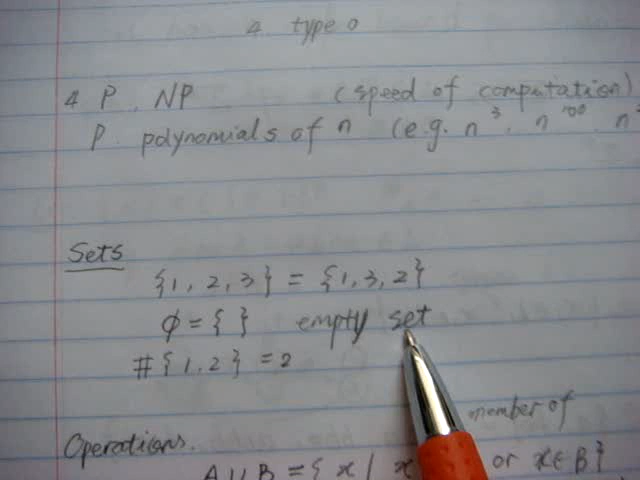 4 type 0
4 P. NP (speed of computation)
P. polynomials of n (e.g. n³. n¹⁰⁰. n
Sets
{1, 2, 3} = {1, 3, 2}
∅ = { } empty set
#{1, 2} = 2
member of
Operations.
A ∪ B = { x | x or x ∈ B}